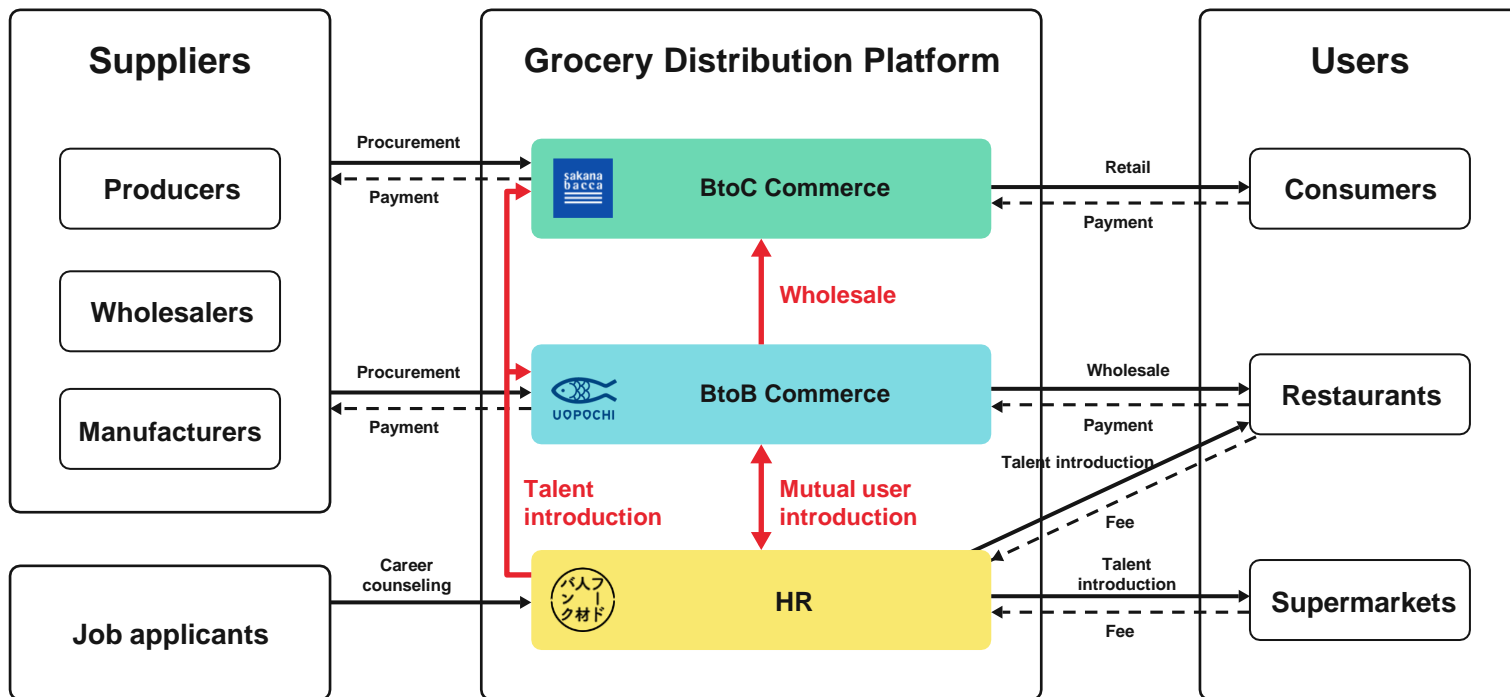 Suppliers
Producers
Wholesalers
Manufacturers
Job applicants
Procurement
Payment
Procurement
Payment
Career
counseling
Grocery Distribution Platform
sakana
bacca
BtoC Commerce
Wholesale
UOPOCHI
BtoB Commerce
Talent
introduction
Mutual user
introduction
フード
人材
バンク
HR
Retail
Payment
Wholesale
Payment
Talent introduction
Fee
Talent
introduction
Fee
Users
Consumers
Restaurants
Supermarkets